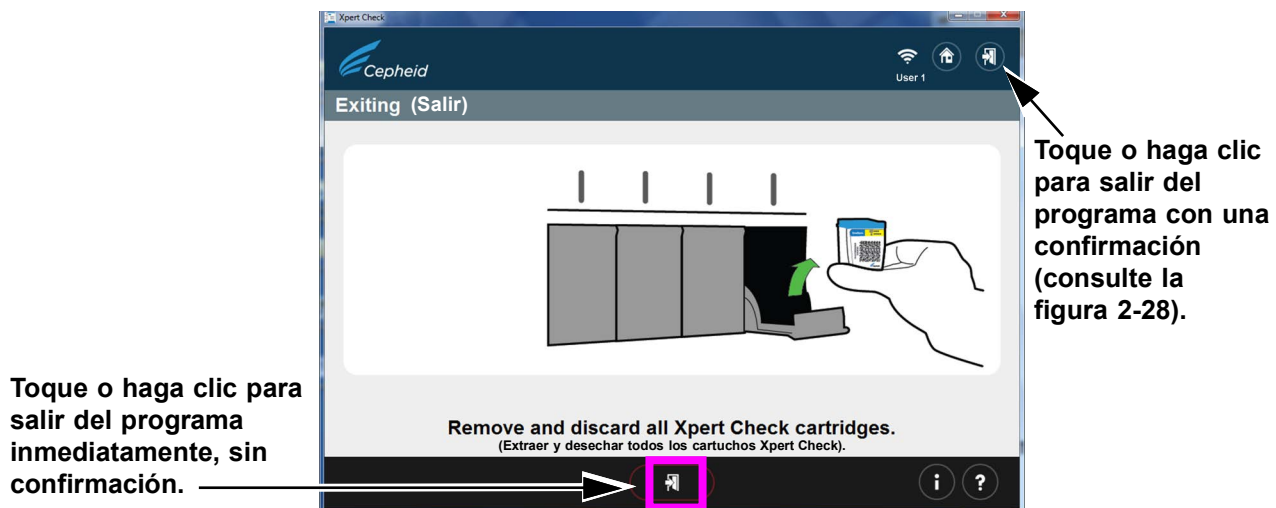 Xpert Check
Cepheid
User 1
Exiting (Salir)
Toque o haga clic
para salir del
programa con una
confirmación
(consulte la
figura 2-28).
Toque o haga clic para
salir del programa
inmediatamente, sin
confirmación.
Remove and discard all Xpert Check cartridges.
(Extraer y desechar todos los cartuchos Xpert Check).
i ?